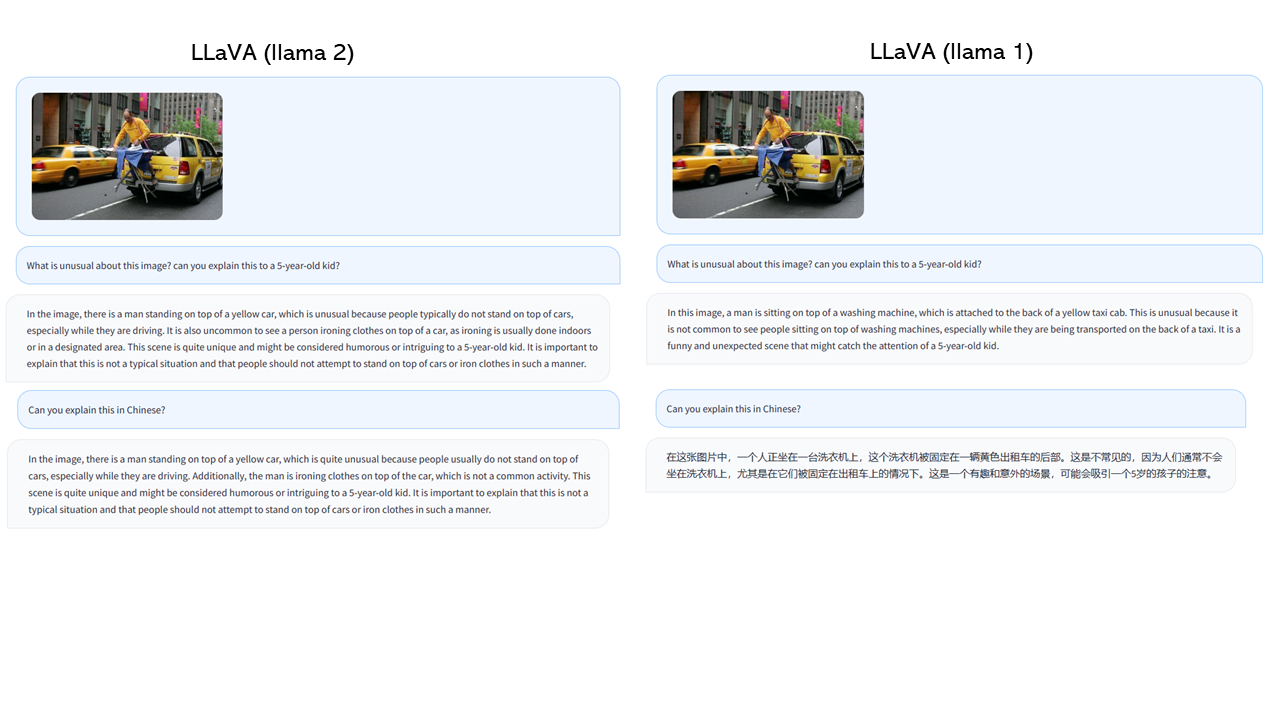 LLaVA (llama 2)
What is unusual about this image? can you explain this to a 5-year-old kid?
In the image, there is a man standing on top of a yellow car, which is unusual because people typically do not stand on top of cars,
especially while they are driving. It is also uncommon to see a person ironing clothes on top of a car, as ironing is usually done indoors
or in a designated area. This scene is quite unique and might be considered humorous or intriguing to a 5-year-old kid. It is important to
explain that this is not a typical situation and that people should not attempt to stand on top of cars or iron clothes in such a manner.
Can you explain this in Chinese?
In the image, there is a man standing on top of a yellow car, which is quite unusual because people usually do not stand on top of
cars, especially while they are driving. Additionally, the man is ironing clothes on top of the car, which is not a common activity. This
scene is quite unique and might be considered humorous or intriguing to a 5-year-old kid. It is important to explain that this is not a
typical situation and that people should not attempt to stand on top of cars or iron clothes in such a manner.
LLaVA (llama 1)
What is unusual about this image? can you explain this to a 5-year-old kid?
In this image, a man is sitting on top of a washing machine, which is attached to the back of a yellow taxi cab. This is unusual because it
is not common to see people sitting on top of washing machines, especially while they are being transported on the back of a taxi. It is a
funny and unexpected scene that might catch the attention of a 5-year-old kid.
Can you explain this in Chinese?
在这张图片中，一个人正坐在一台洗衣机上，这个洗衣机被固定在一辆黄色出租车的后部。这是不常见的，因为人们通常不会
坐在洗衣机上，尤其是在它们被固定在出租车上的情况下。这是一个有趣和意外的场景，可能会吸引一个5岁的孩子的注意。